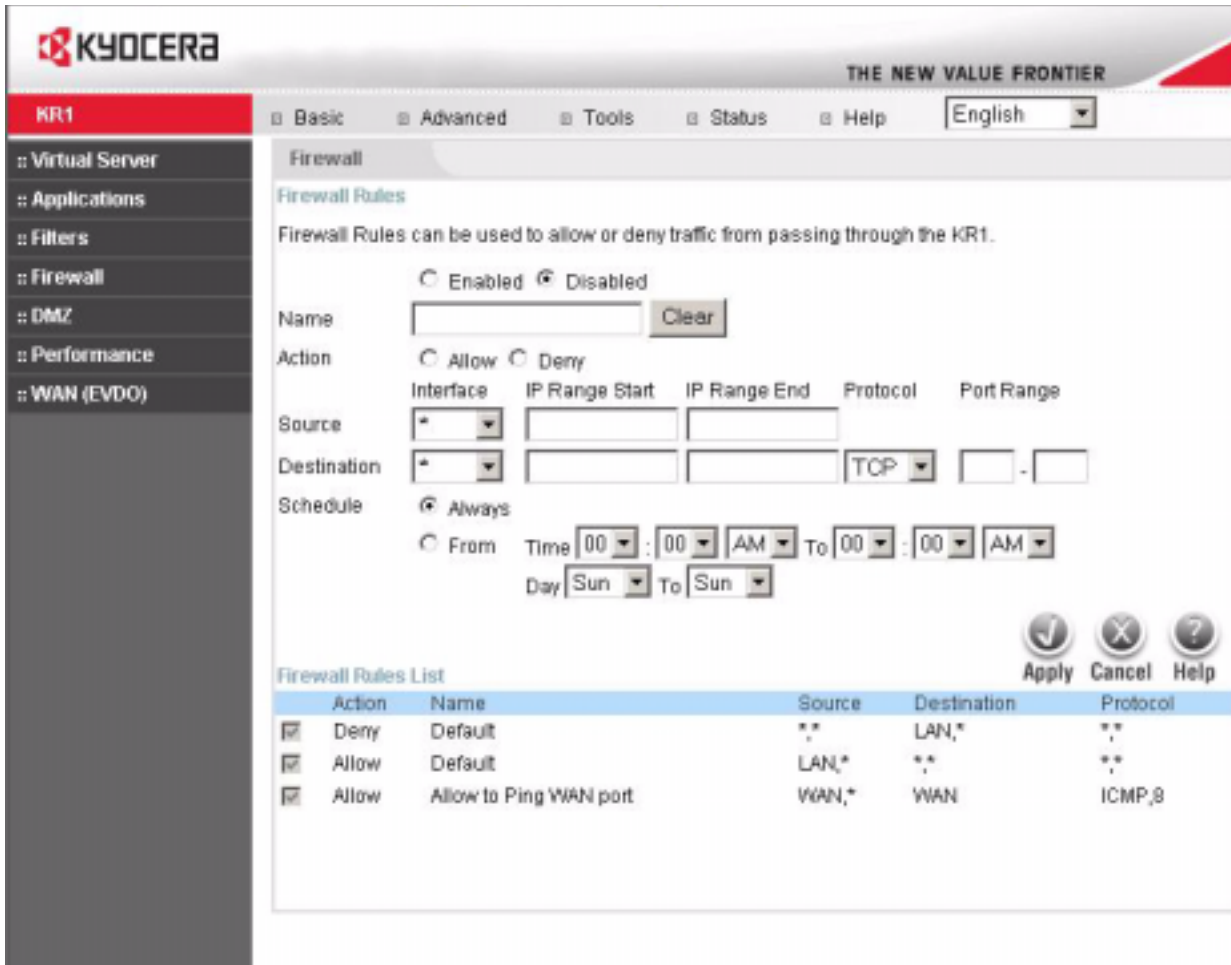 KYOCERA
THE NEW VALUE FRONTIER
KR1
Basic Advanced Tools Status Help English
:: Virtual Server
:: Applications
:: Filters
:: Firewall
:: DMZ
:: Performance
:: WAN (EVDO)
Firewall
Firewall Rules
Firewall Rules can be used to allow or deny traffic from passing through the KR1.
Enabled Disabled
Name Clear
Action Allow Deny
Interface IP Range Start IP Range End Protocol Port Range
Source *
Destination * TCP -
Schedule Always
From Time 00 : 00 AM To 00 : 00 AM
Day Sun To Sun
Apply Cancel Help
Firewall Rules List
Action Name Source Destination Protocol
Deny Default *,* LAN,* *,*
Allow Default LAN,* *,* *,*
Allow Allow to Ping WAN port WAN,* WAN ICMP,8